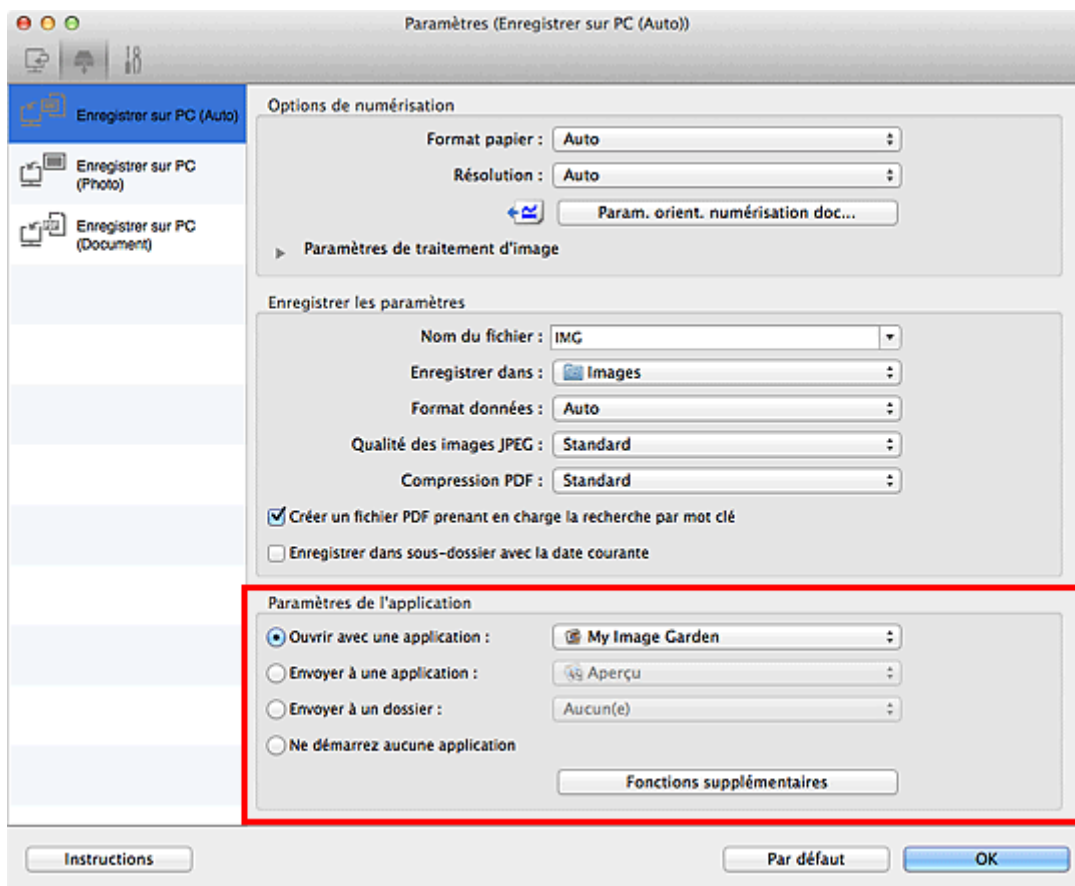 Paramètres (Enregistrer sur PC (Auto))
Enregistrer sur PC (Auto)
Enregistrer sur PC
(Photo)
Enregistrer sur PC
(Document)
Options de numérisation
Format papier : Auto
Résolution : Auto
Param. orient. numérisation doc...
Paramètres de traitement d'image
Enregistrer les paramètres
Nom du fichier : IMG
Enregistrer dans : Images
Format données : Auto
Qualité des images JPEG : Standard
Compression PDF : Standard
Créer un fichier PDF prenant en charge la recherche par mot clé
Enregistrer dans sous-dossier avec la date courante
Paramètres de l'application
Ouvrir avec une application : My Image Garden
Envoyer à une application : Aperçu
Envoyer à un dossier : Aucun(e)
Ne démarrez aucune application
Fonctions supplémentaires
Instructions
Par défaut
OK